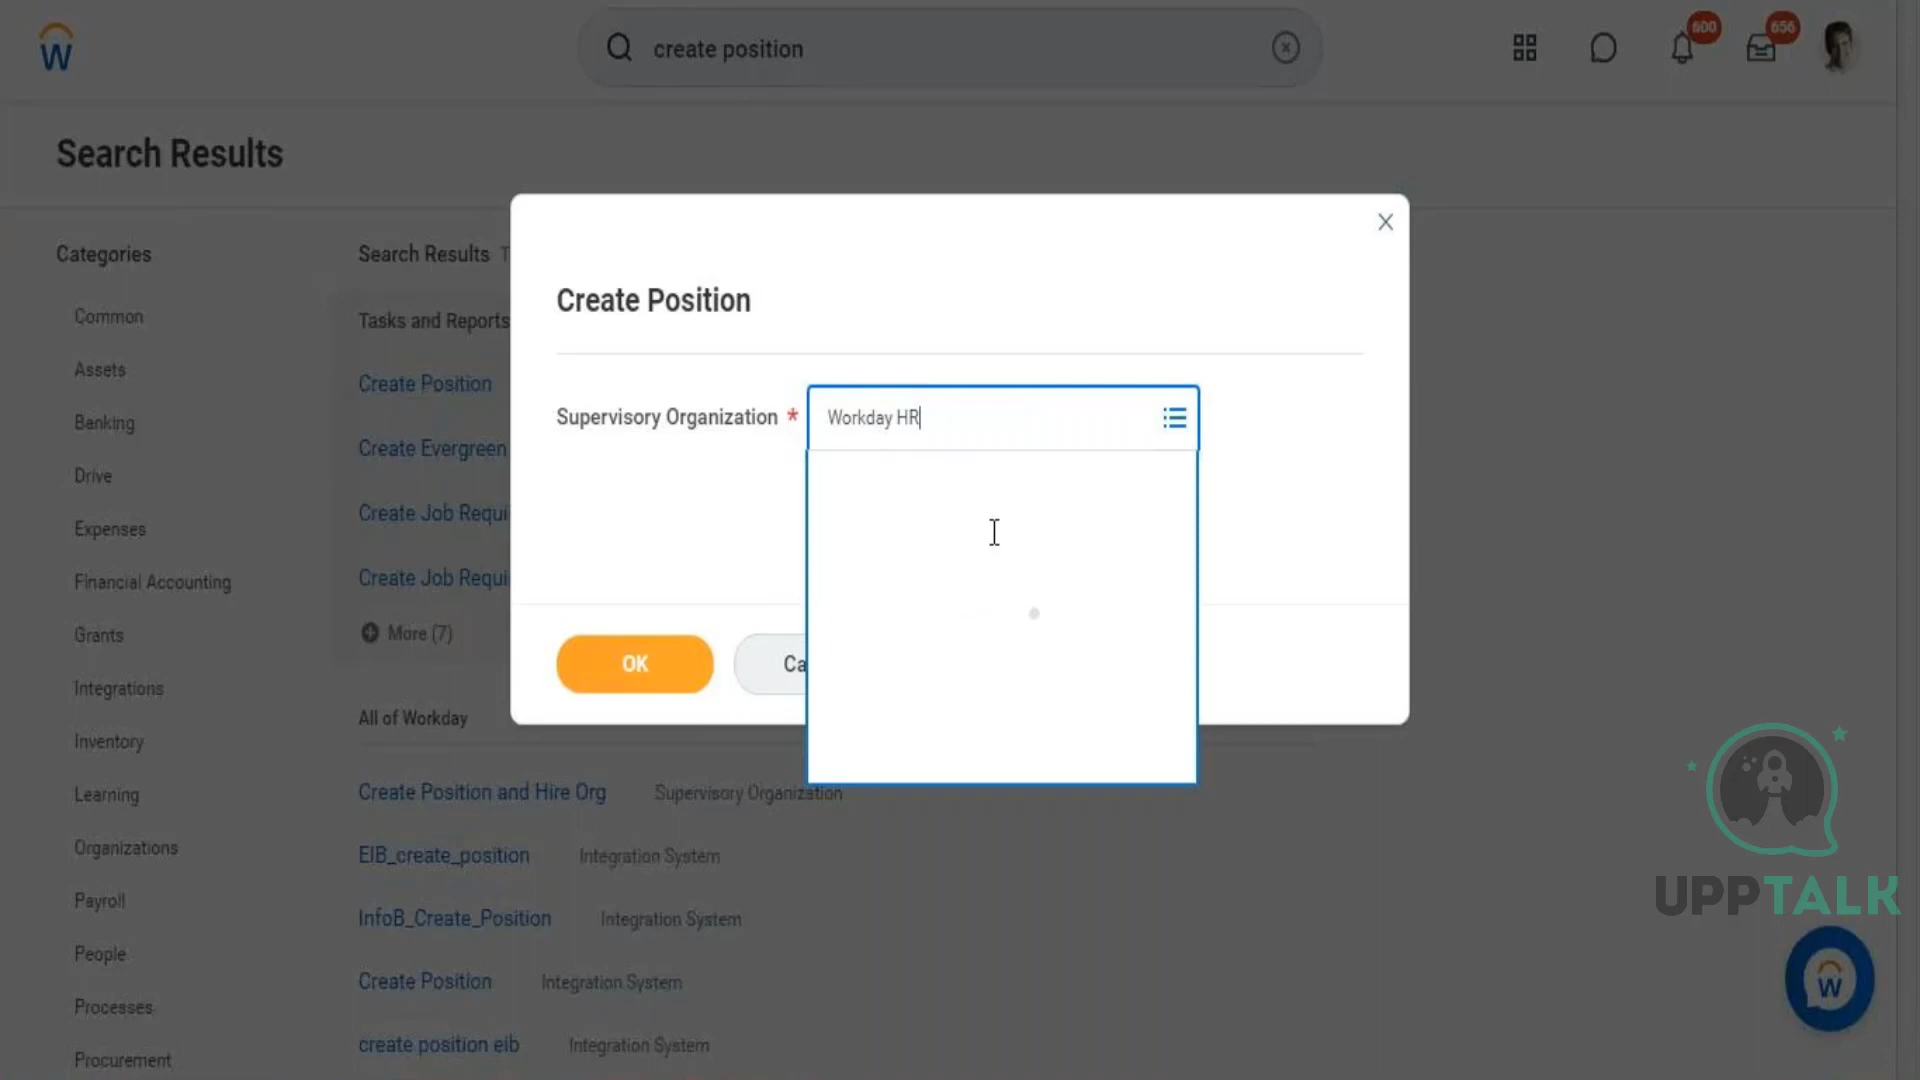 W
create position
600
656
Search Results
Categories
Common
Assets
Banking
Drive
Expenses
Financial Accounting
Grants
Integrations
Inventory
Learning
Organizations
Payroll
People
Processes
Procurement
Search Results
Tasks and Reports
Create Position
Create Evergreen
Create Job Requi
Create Job Requi
More (7)
All of Workday
Create Position and Hire Org Supervisory Organization
EIB_create_position Integration System
InfoB_Create_Position Integration System
Create Position Integration System
create position eib Integration System
Create Position
Supervisory Organization *
Workday HR
OK
Ca
UPPTALK
W